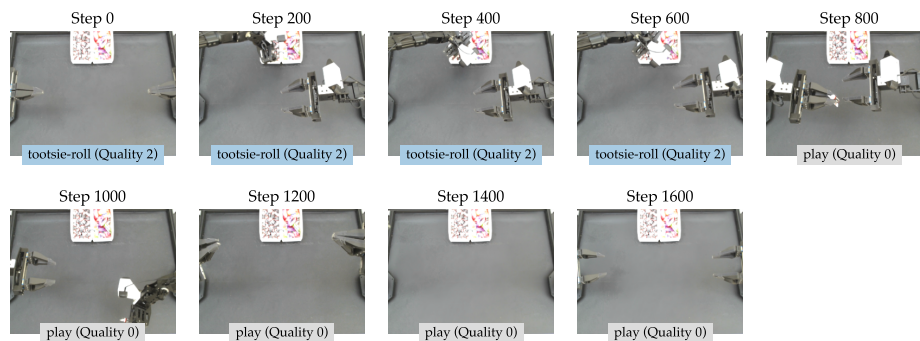 Step 0
Step 200
Step 400
Step 600
Step 800
tootsie-roll (Quality 2)
tootsie-roll (Quality 2)
tootsie-roll (Quality 2)
tootsie-roll (Quality 2)
play (Quality 0)
Step 1000
Step 1200
Step 1400
Step 1600
play (Quality 0)
play (Quality 0)
play (Quality 0)
play (Quality 0)